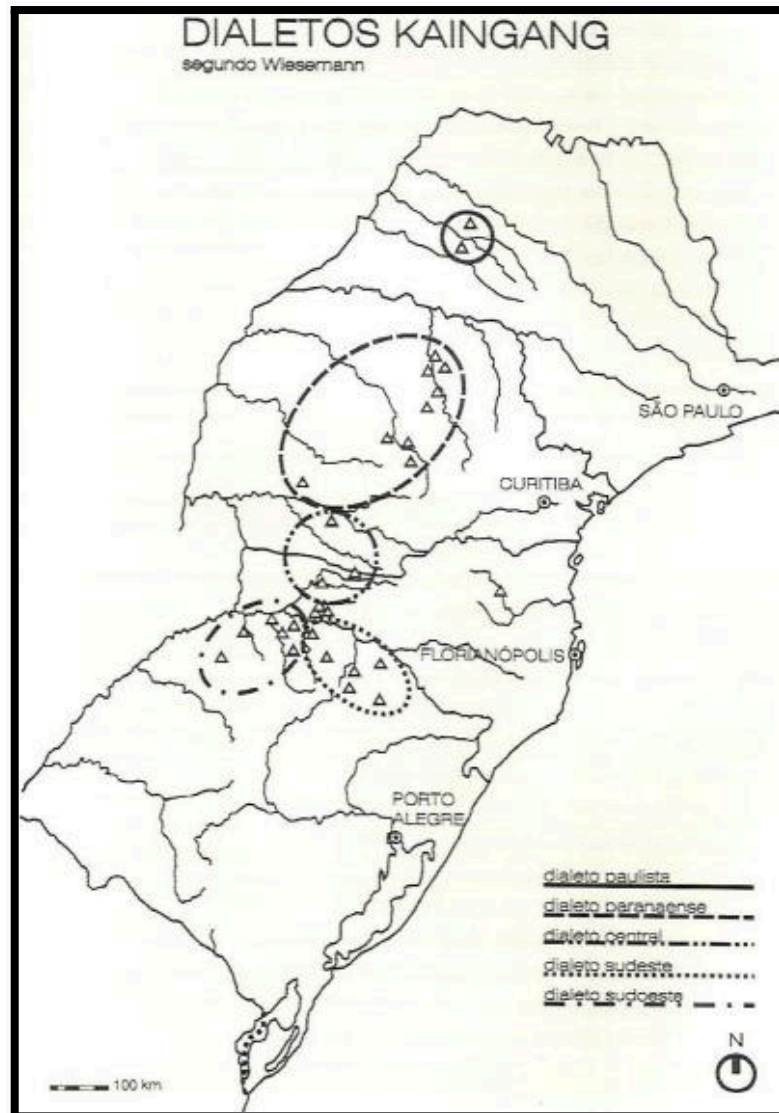 DIALETOS KAINGANG
segundo Wiesemann
SÃO PAULO
CURITIBA
FLORIANÓPOLIS
PORTO
ALEGRE
dialeto paulista
dialeto paranaense
dialeto central
dialeto sudeste
dialeto sudoeste
N
100 km